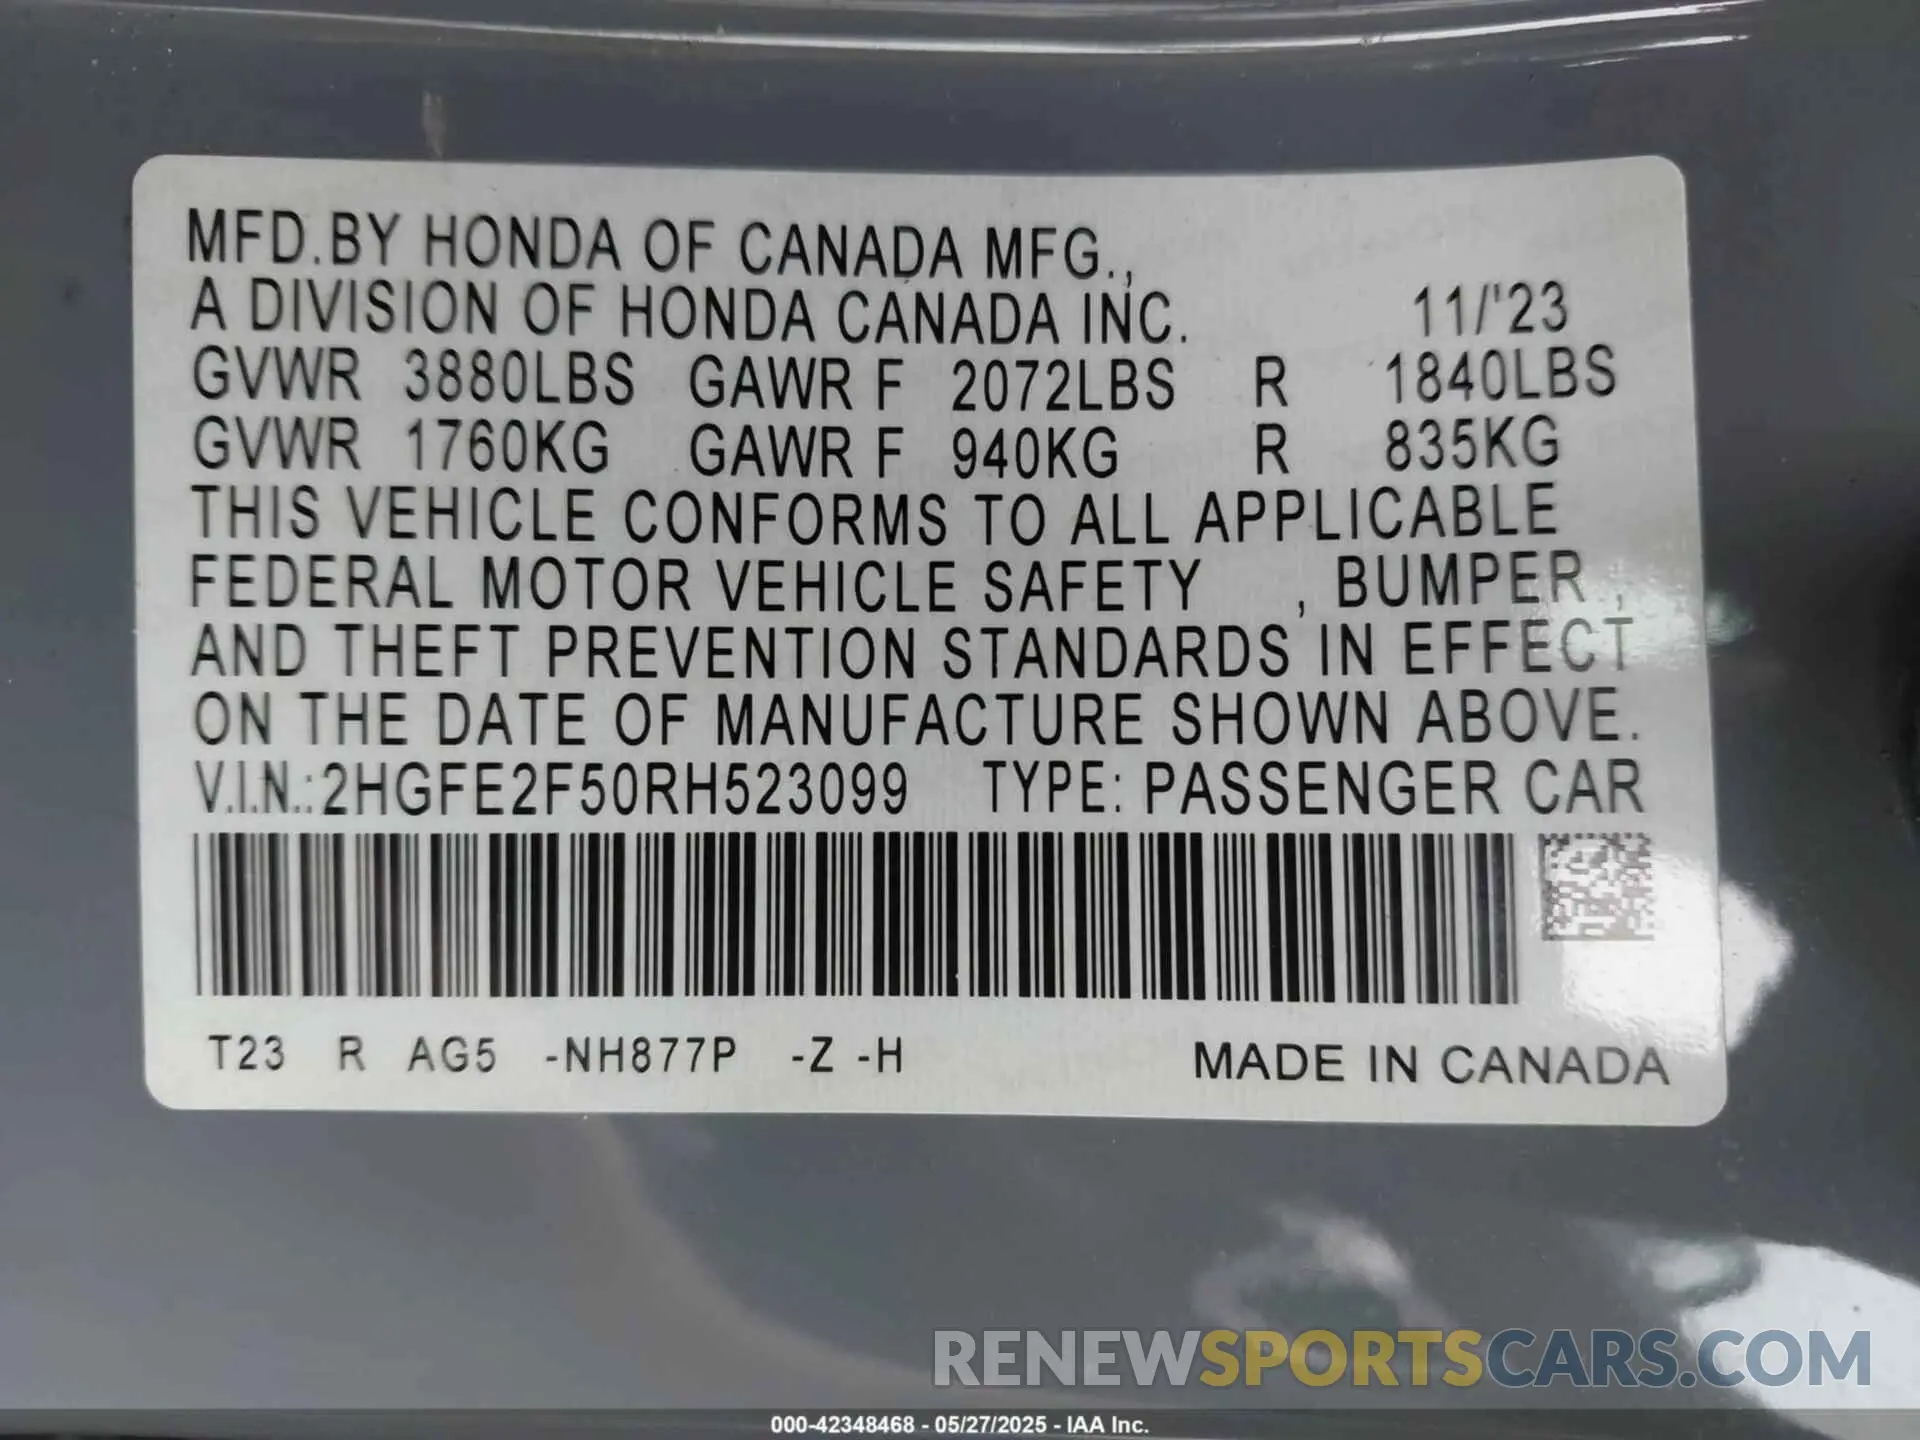 MFD.BY HONDA OF CANADA MFG.,
A DIVISION OF HONDA CANADA INC. 11/'23
GVWR 3880LBS GAWR F 2072LBS R 1840LBS
GVWR 1760KG GAWR F 940KG R 835KG
THIS VEHICLE CONFORMS TO ALL APPLICABLE
FEDERAL MOTOR VEHICLE SAFETY , BUMPER ,
AND THEFT PREVENTION STANDARDS IN EFFECT
ON THE DATE OF MANUFACTURE SHOWN ABOVE.
V.I.N.:2HGFE2F50RH523099 TYPE: PASSENGER CAR
T23 R AG5 -NH877P -Z -H MADE IN CANADA
RENEWSPORTSCARS.COM
000-42348468 - 05/27/2025 - IAA Inc.